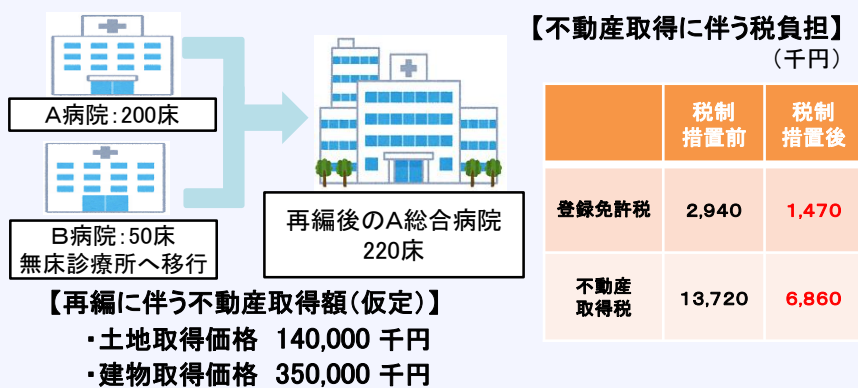 【不動産取得に伴う税負担】
（千円）
A病院：200床
B病院：50床
無床診療所へ移行
再編後のA総合病院
220床
税制
措置前
税制
措置後
登録免許税 2,940 1,470
不動産
取得税 13,720 6,860
【再編に伴う不動産取得額（仮定）】
・土地取得価格 140,000 千円
・建物取得価格 350,000 千円